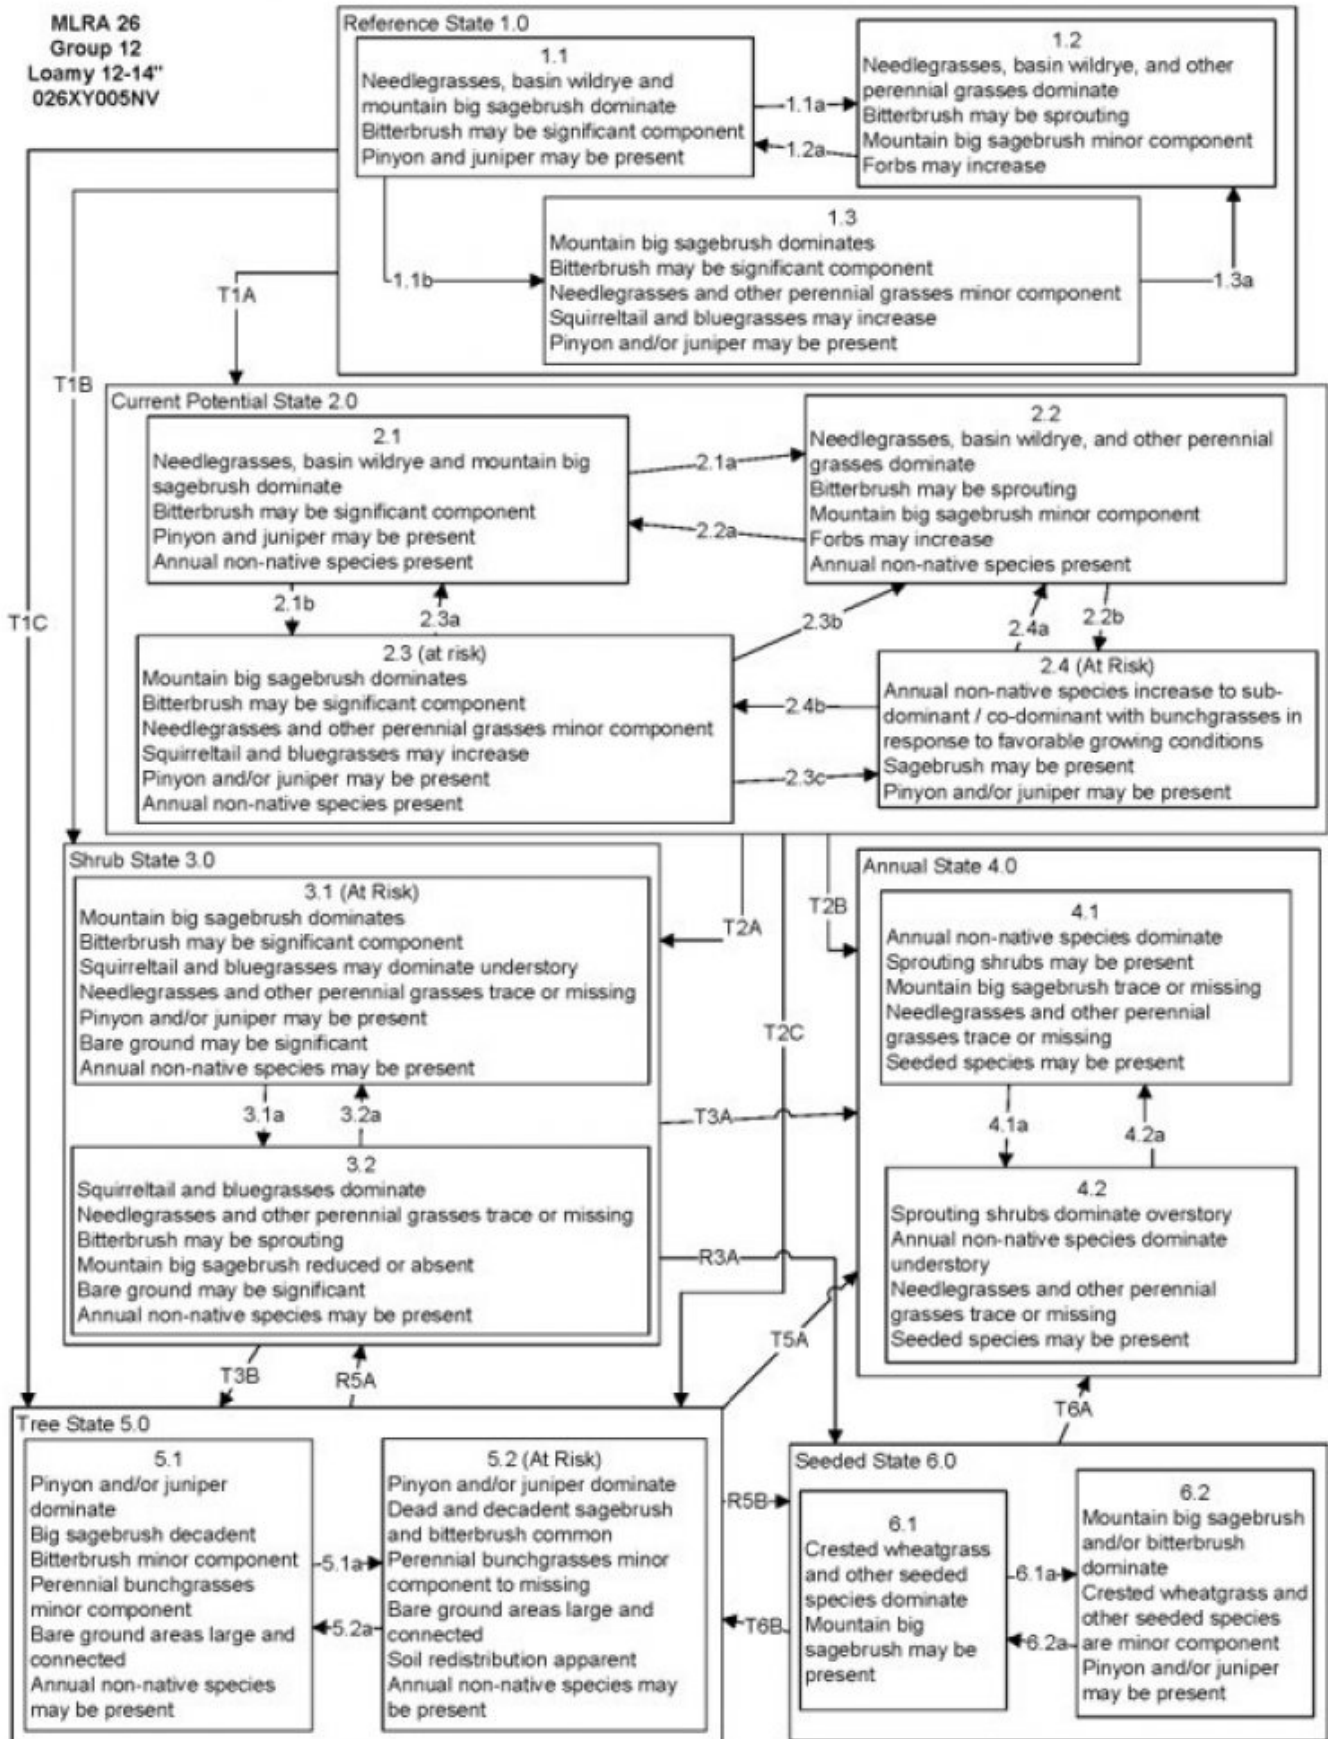 MLRA 26
Group 12
Loamy 12-14"
026XY005NV
Reference State 1.0
1.1
Needlegrasses, basin wildrye and
mountain big sagebrush dominate
Bitterbrush may be significant component
Pinyon and juniper may be present
1.1a
1.2a
1.2
Needlegrasses, basin wildrye, and other
perennial grasses dominate
Bitterbrush may be sprouting
Mountain big sagebrush minor component
Forbs may increase
1.1b
1.3
Mountain big sagebrush dominates
Bitterbrush may be significant component
Needlegrasses and other perennial grasses minor component
Squirreltail and bluegrasses may increase
Pinyon and/or juniper may be present
1.3a
T1A
T1B
T1C
Current Potential State 2.0
2.1
Needlegrasses, basin wildrye and mountain big
sagebrush dominate
Bitterbrush may be significant component
Pinyon and juniper may be present
Annual non-native species present
2.1a
2.2a
2.2
Needlegrasses, basin wildrye, and other perennial
grasses dominate
Bitterbrush may be sprouting
Mountain big sagebrush minor component
Forbs may increase
Annual non-native species present
2.1b
2.3a
2.3b
2.4a
2.2b
2.3 (at risk)
Mountain big sagebrush dominates
Bitterbrush may be significant component
Needlegrasses and other perennial grasses minor component
Squirreltail and bluegrasses may increase
Pinyon and/or juniper may be present
Annual non-native species present
2.4b
2.3c
2.4 (At Risk)
Annual non-native species increase to sub-
dominant / co-dominant with bunchgrasses in
response to favorable growing conditions
Sagebrush may be present
Pinyon and/or juniper may be present
T2A
T2B
T2C
Shrub State 3.0
3.1 (At Risk)
Mountain big sagebrush dominates
Bitterbrush may be significant component
Squirreltail and bluegrasses may dominate understory
Needlegrasses and other perennial grasses trace or missing
Pinyon and/or juniper may be present
Bare ground may be significant
Annual non-native species may be present
3.1a
3.2a
3.2
Squirreltail and bluegrasses dominate
Needlegrasses and other perennial grasses trace or missing
Bitterbrush may be sprouting
Mountain big sagebrush reduced or absent
Bare ground may be significant
Annual non-native species may be present
T3A
R3A
Annual State 4.0
4.1
Annual non-native species dominate
Sprouting shrubs may be present
Mountain big sagebrush trace or missing
Needlegrasses and other perennial
grasses trace or missing
Seeded species may be present
4.1a
4.2a
4.2
Sprouting shrubs dominate overstory
Annual non-native species dominate
understory
Needlegrasses and other perennial
grasses trace or missing
Seeded species may be present
T3B
R5A
T5A
T6A
Tree State 5.0
5.1
Pinyon and/or juniper
dominate
Big sagebrush decadent
Bitterbrush minor component
Perennial bunchgrasses
minor component
Bare ground areas large and
connected
Annual non-native species
may be present
5.1a
5.2a
5.2 (At Risk)
Pinyon and/or juniper dominate
Dead and decadent sagebrush
and bitterbrush common
Perennial bunchgrasses minor
component to missing
Bare ground areas large and
connected
Soil redistribution apparent
Annual non-native species may
be present
R5B
T6B
Seeded State 6.0
6.1
Crested wheatgrass
and other seeded
species dominate
Mountain big
sagebrush may be
present
6.1a
6.2a
6.2
Mountain big sagebrush
and/or bitterbrush
dominate
Crested wheatgrass and
other seeded species
are minor component
Pinyon and/or juniper
may be present